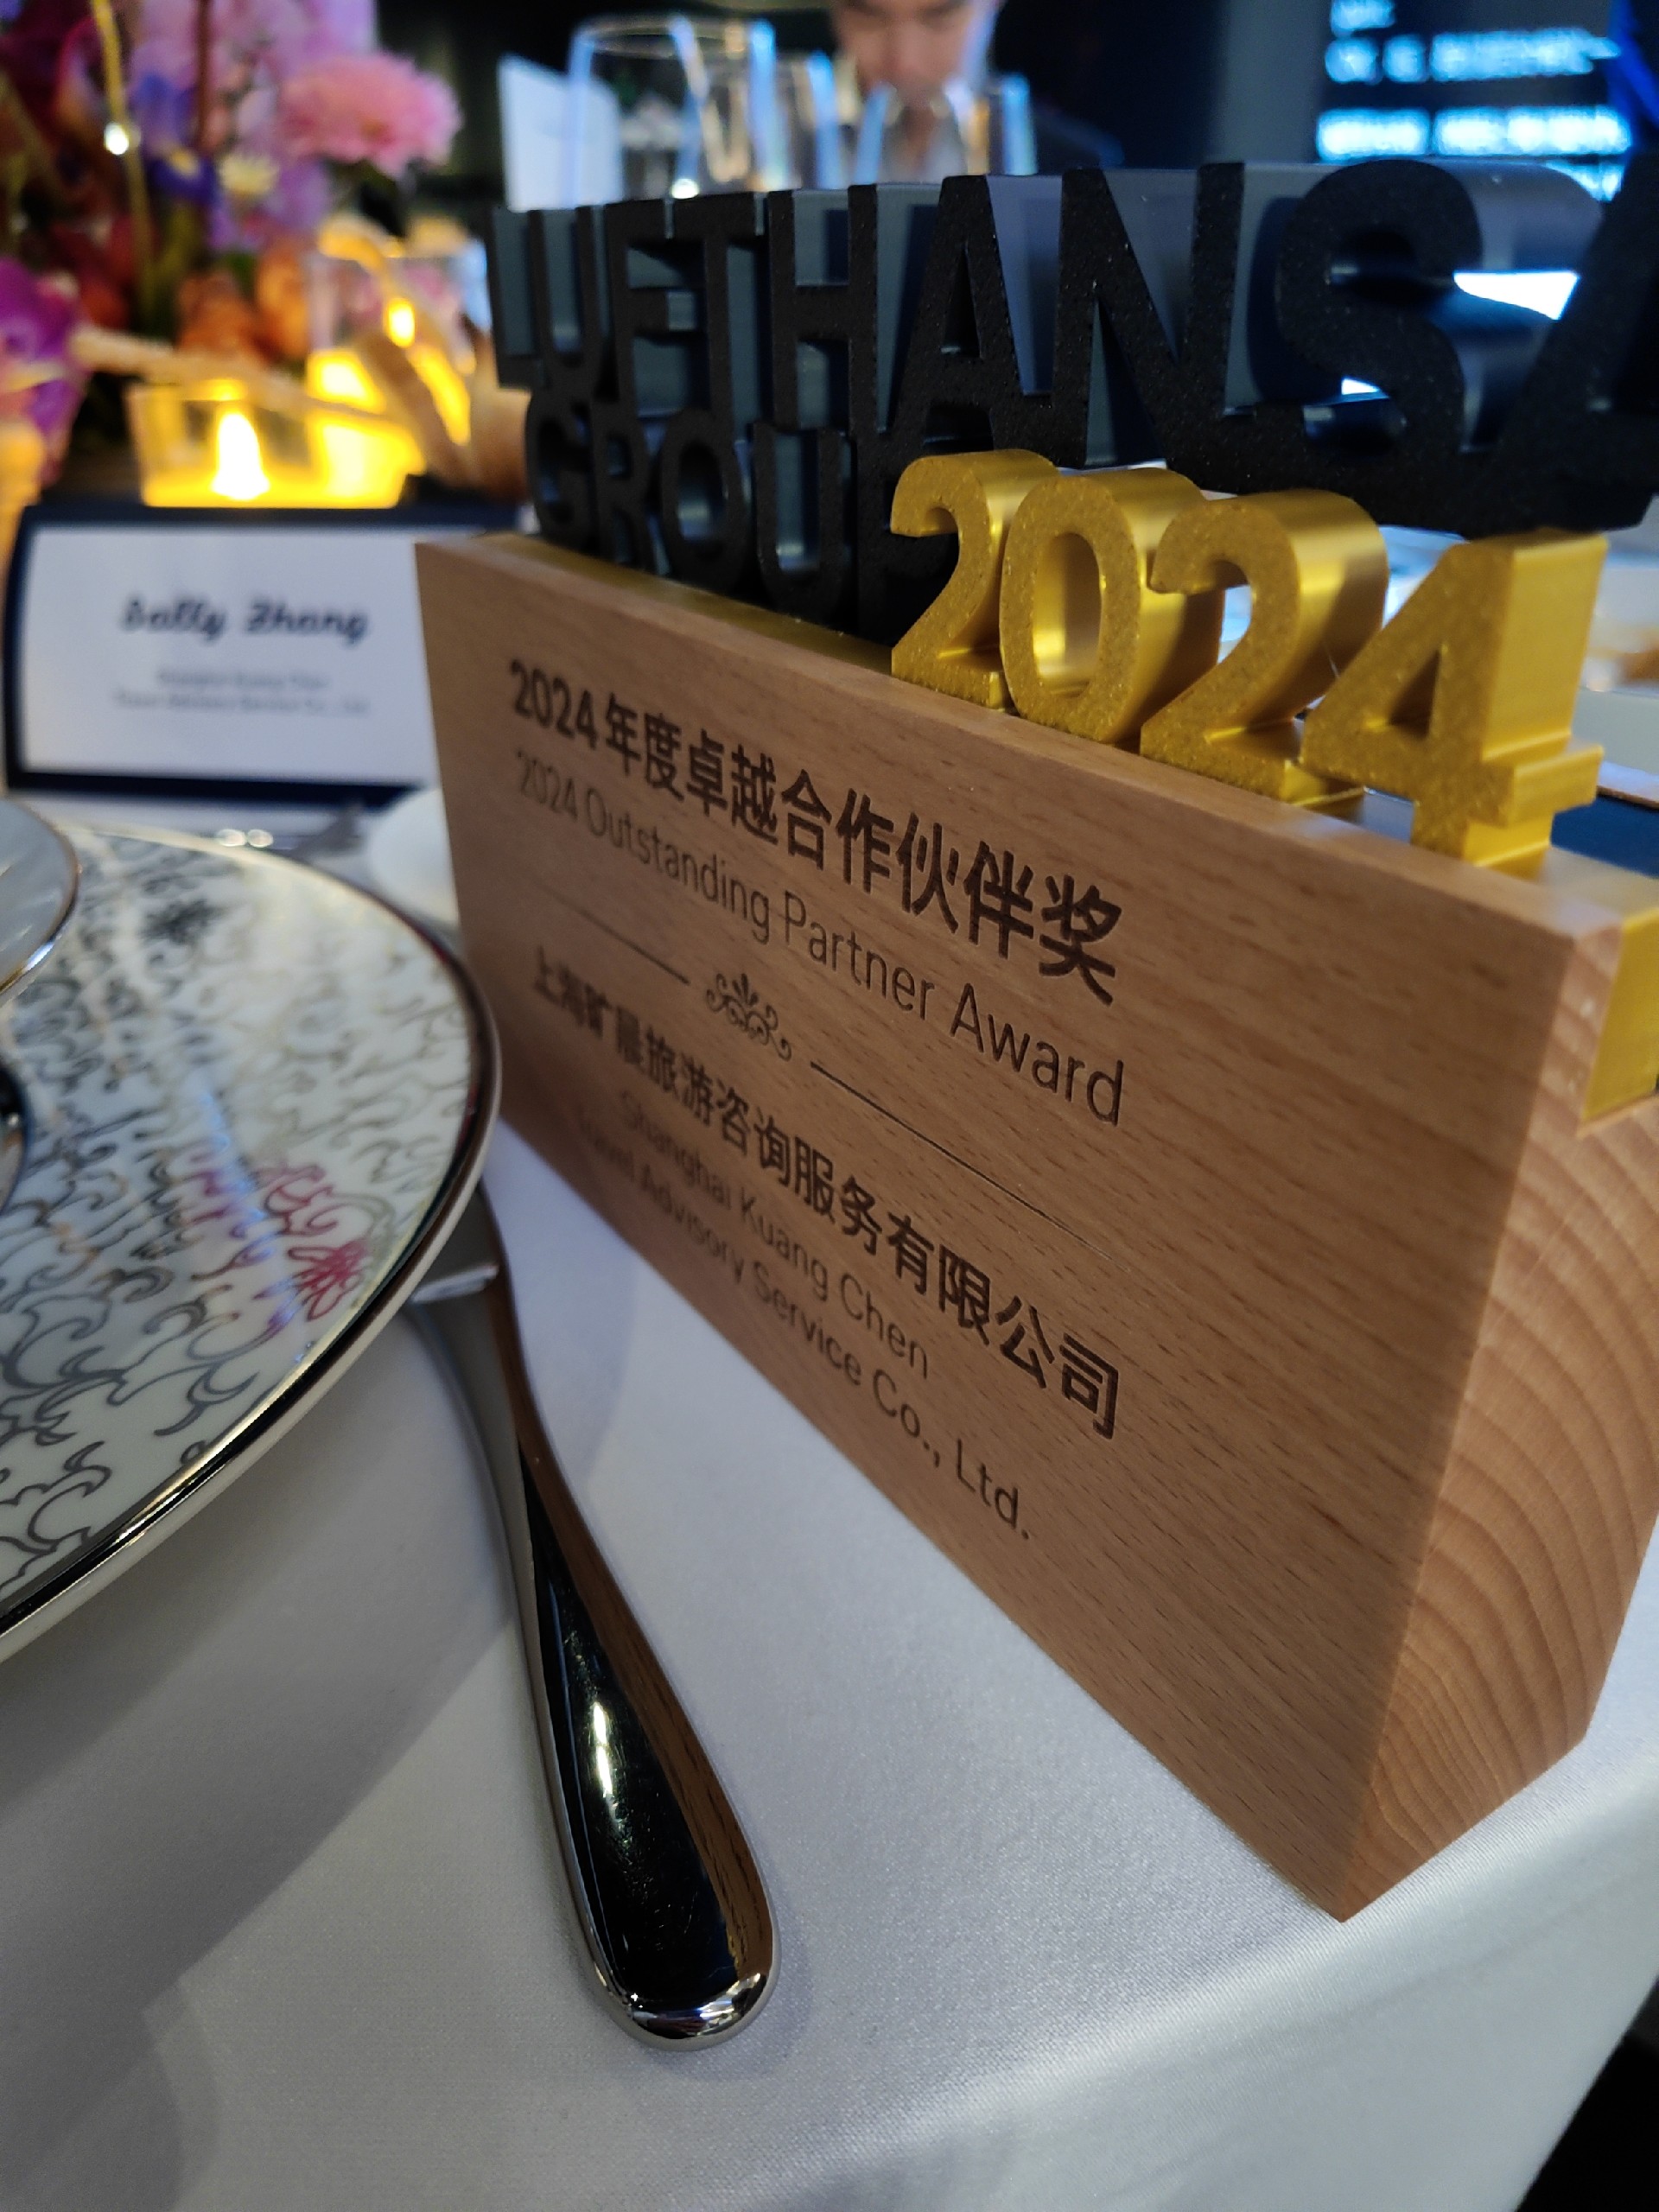 LUFTHANSA
GROUP
2024
Sally Zhang
2024年度卓越合作伙伴奖
2024 Outstanding Partner Award
上海旷晨旅游咨询服务有限公司
Shanghai Kuang Chen
Travel Advisory Service Co., Ltd.